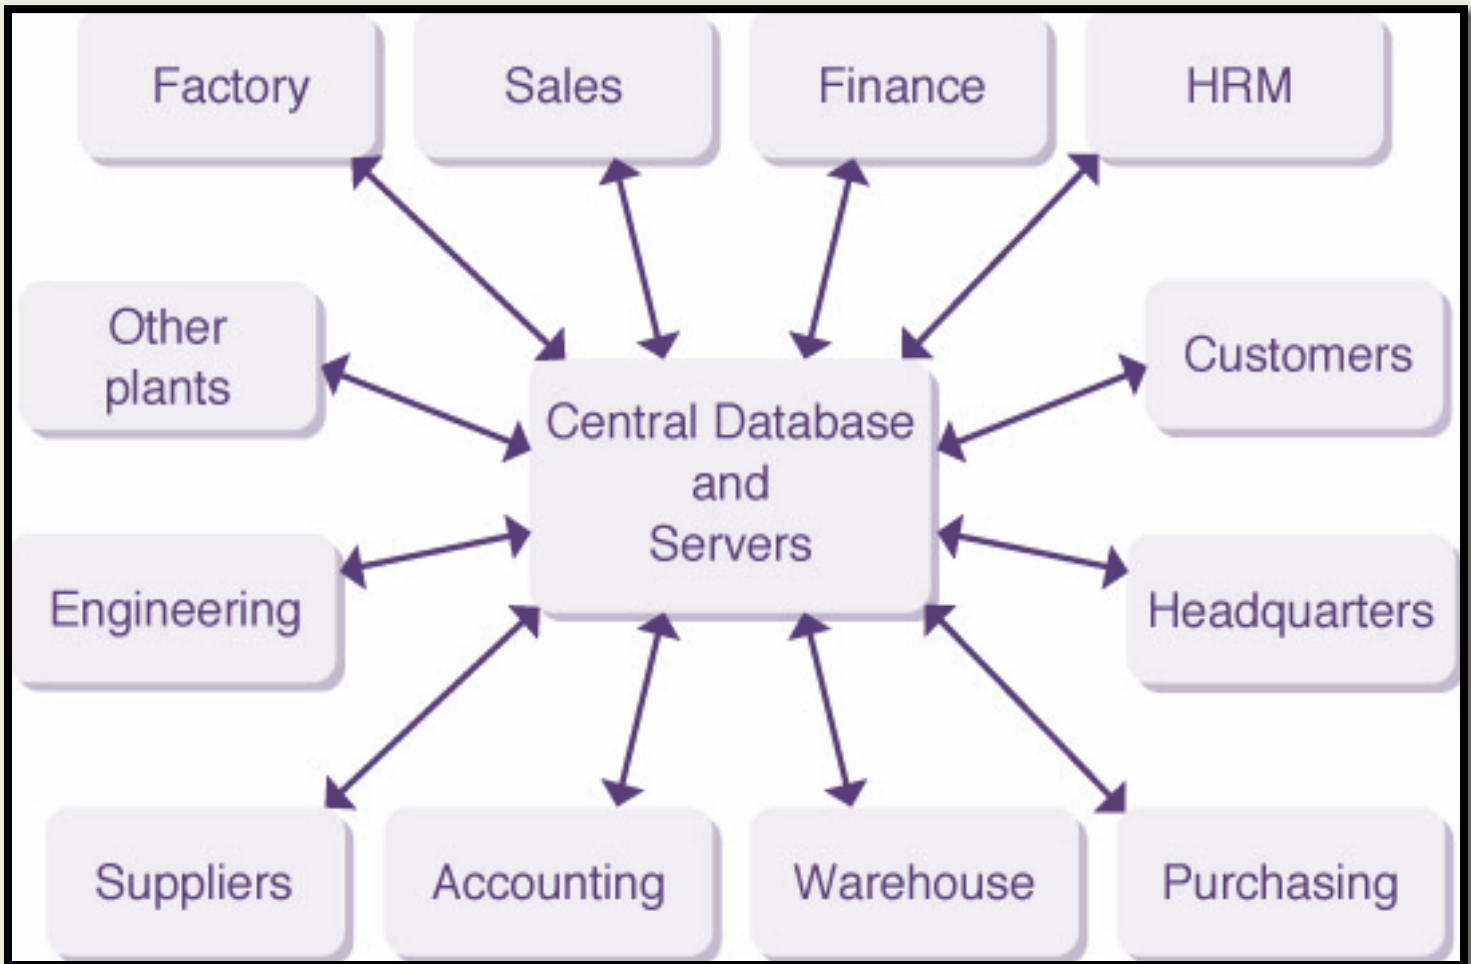 Factory
Sales
Finance
HRM
Other
plants
Customers
Central Database
and
Servers
Engineering
Headquarters
Suppliers
Accounting
Warehouse
Purchasing